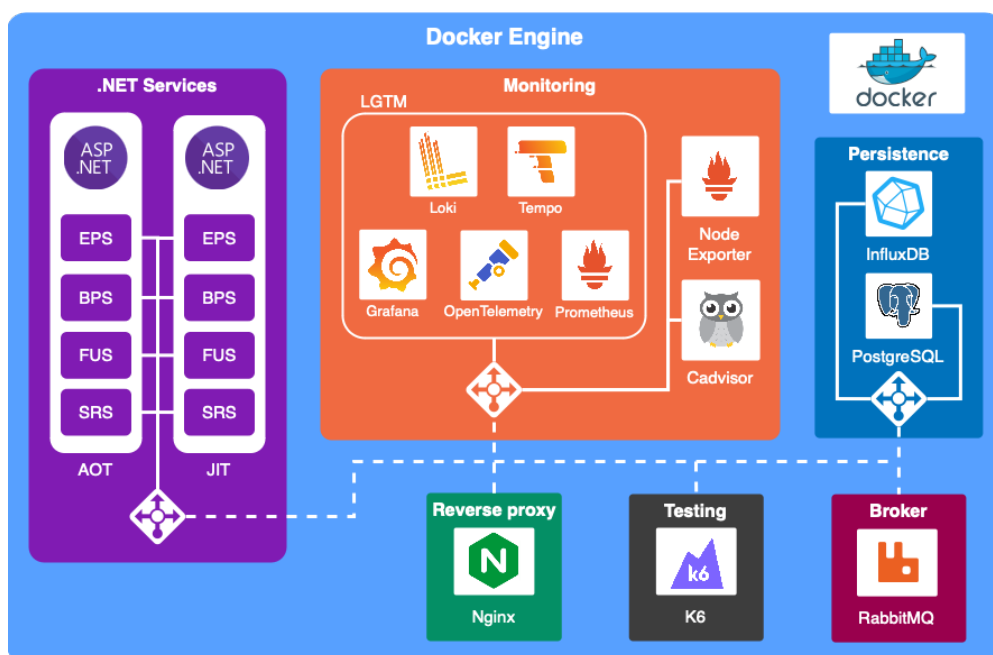 Docker Engine
docker
.NET Services
ASP
.NET
EPS
BPS
FUS
SRS
AOT
ASP
.NET
EPS
BPS
FUS
SRS
JIT
Monitoring
LGTM
Loki
Tempo
Grafana
OpenTelemetry
Prometheus
Node
Exporter
Cadvisor
Persistence
InfluxDB
PostgreSQL
Reverse proxy
N
Nginx
Testing
k6
K6
Broker
RabbitMQ